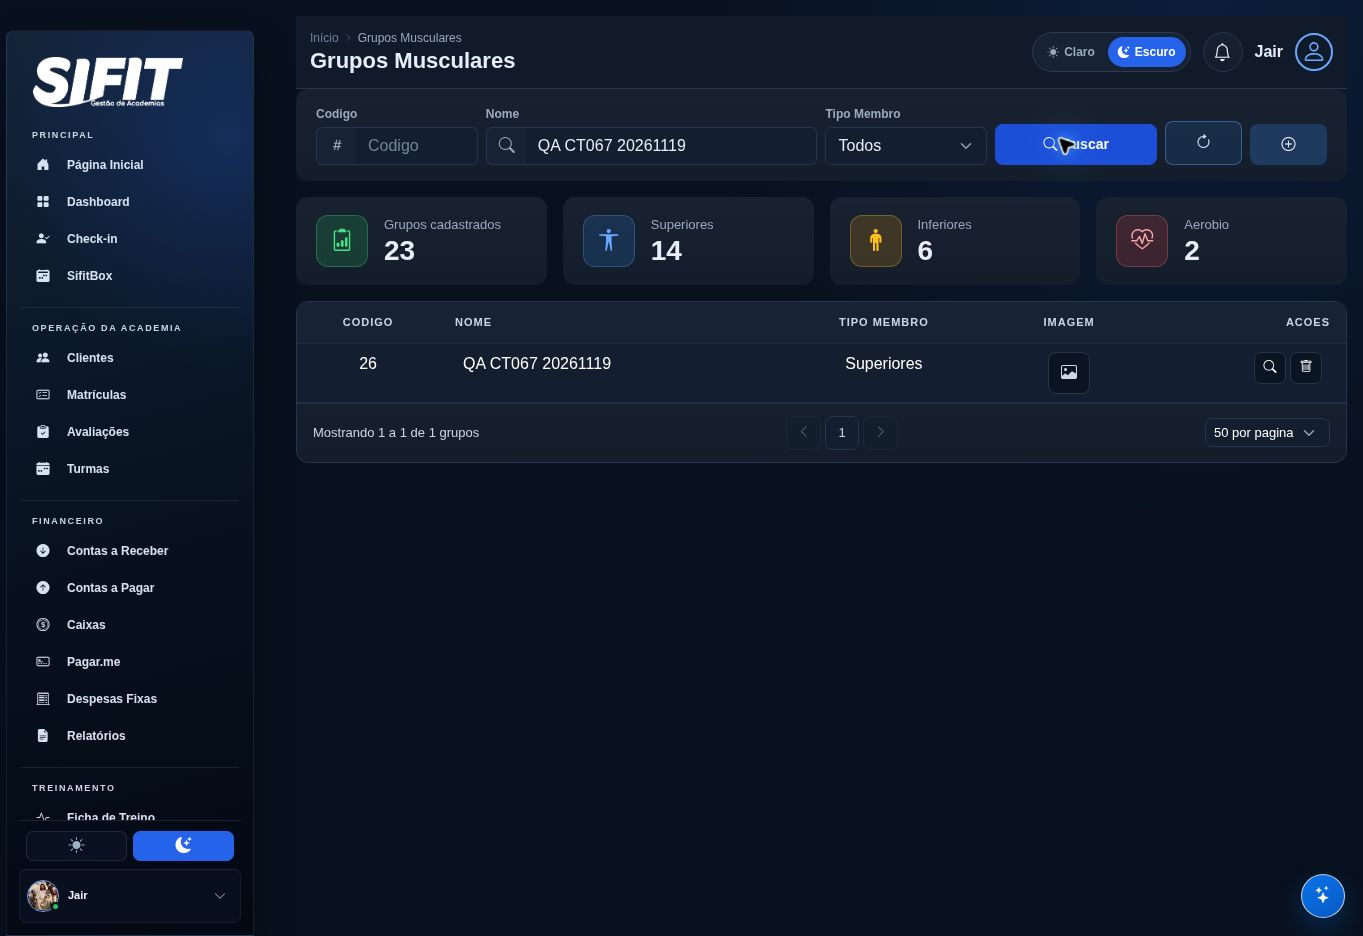 SIFIT
Gestão de Academias
PRINCIPAL
Página Inicial
Dashboard
Check-in
SifitBox
OPERAÇÃO DA ACADEMIA
Clientes
Matrículas
Avaliações
Turmas
FINANCEIRO
Contas a Receber
Contas a Pagar
Caixas
Pagar.me
Despesas Fixas
Relatórios
TREINAMENTO
Ficha de Treino
Jair
Início > Grupos Musculares
Grupos Musculares
Claro Escuro
Jair
Codigo Nome Tipo Membro
# Codigo QA CT067 20261119 Todos
Grupos cadastrados
23
Superiores
14
Inferiores
6
Aerobio
2
CODIGO NOME TIPO MEMBRO IMAGEM ACOES
26 QA CT067 20261119 Superiores
Mostrando 1 a 1 de 1 grupos 1 50 por pagina